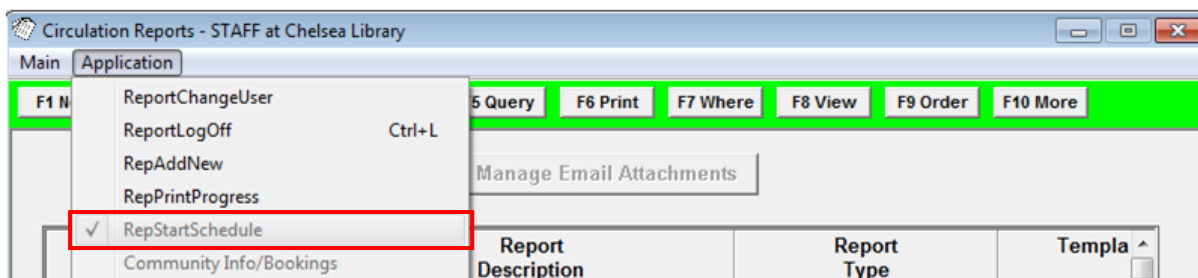 Circulation Reports - STAFF at Chelsea Library
Main Application
F1 N 5 Query F6 Print F7 Where F8 View F9 Order F10 More
ReportChangeUser
ReportLogOff Ctrl+L
RepAddNew
Manage Email Attachments
RepPrintProgress
RepStartSchedule
Community Info/Bookings
Report Description
Report Type
Templa